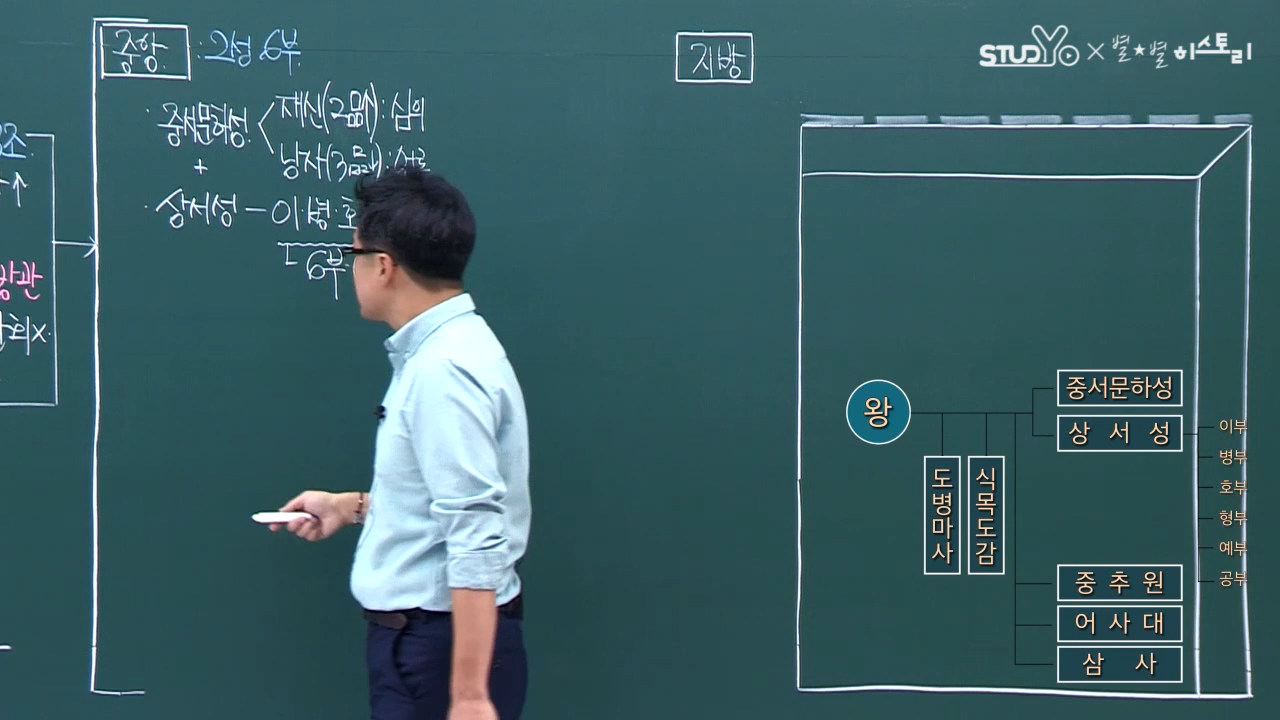 중앙 : 2성 6부
지방
STUDYo × 별★별 히스토리
중서문하성
재신(2품↑) : 심의
낭사(3품↓) :
+
상서성 - 이·병·호
6부
왕
도병마사
식목도감
중서문하성
상서성
이부
병부
호부
형부
예부
공부
중추원
어사대
삼사